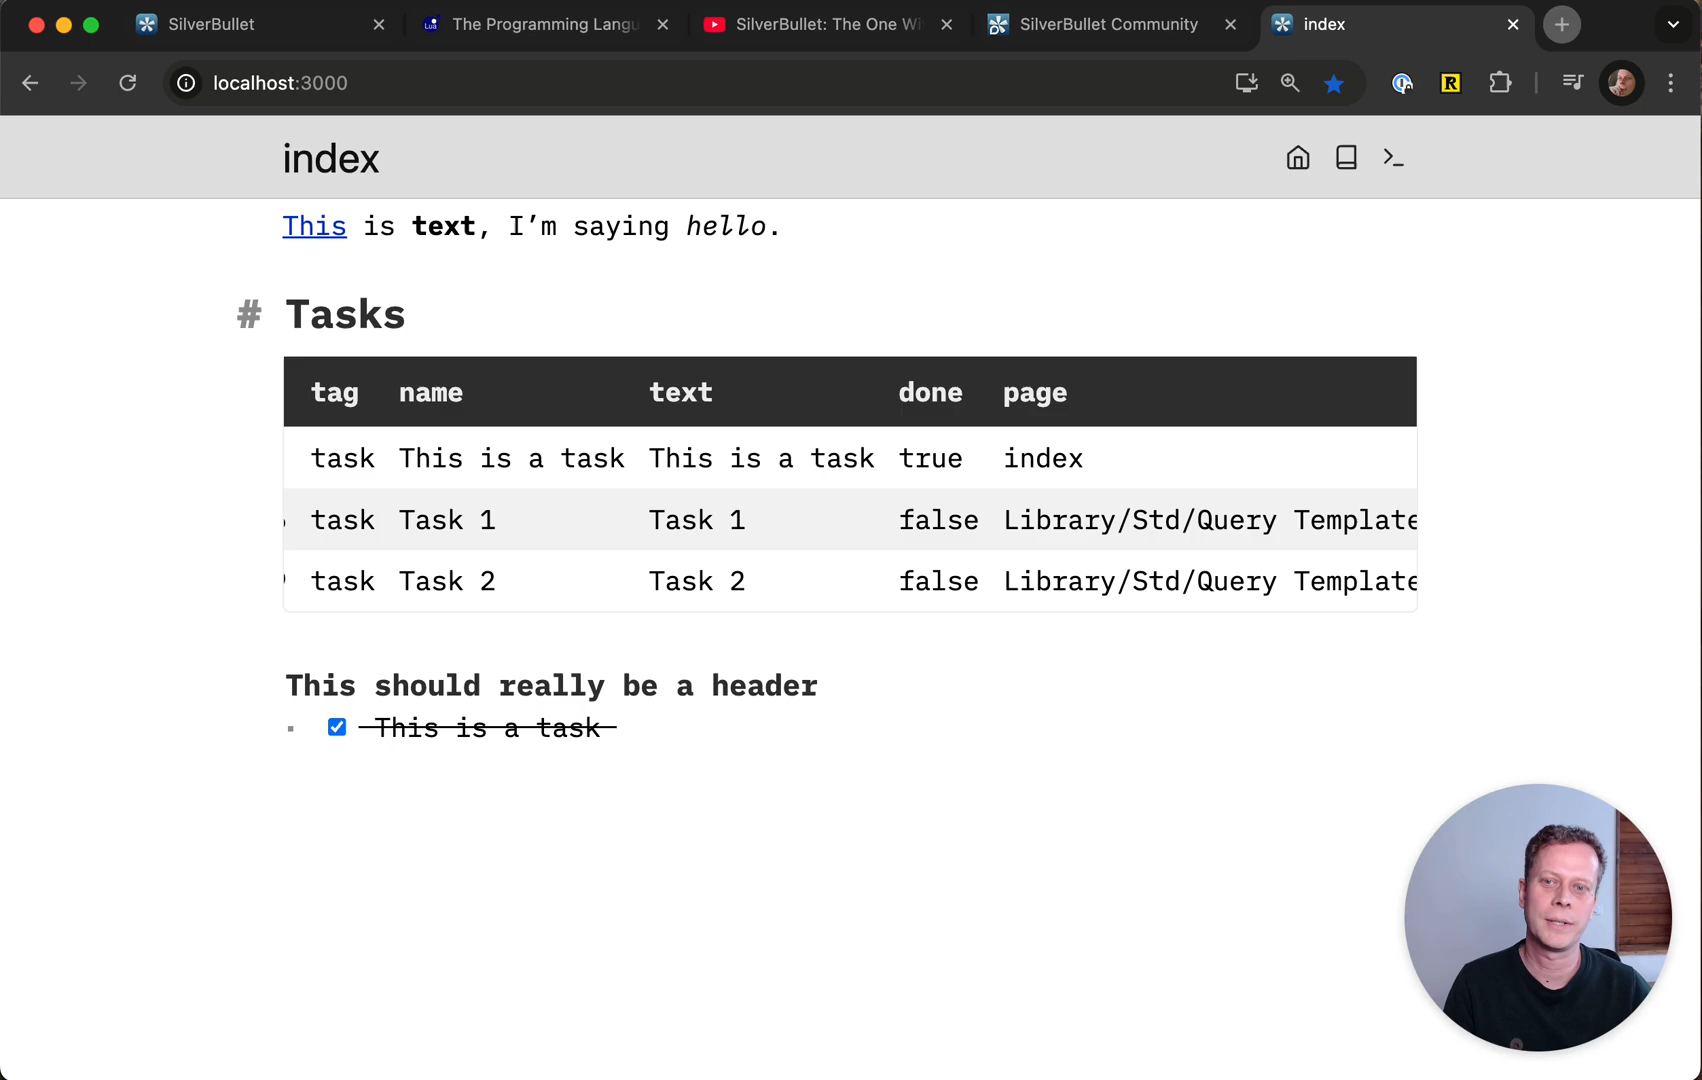 SilverBullet
The Programming Langu
SilverBullet: The One Wi
SilverBullet Community
index
localhost:3000
index
This is text, I’m saying hello.
# Tasks
tag name text done page
task This is a task This is a task true index
task Task 1 Task 1 false Library/Std/Query Template
task Task 2 Task 2 false Library/Std/Query Template
This should really be a header
This is a task